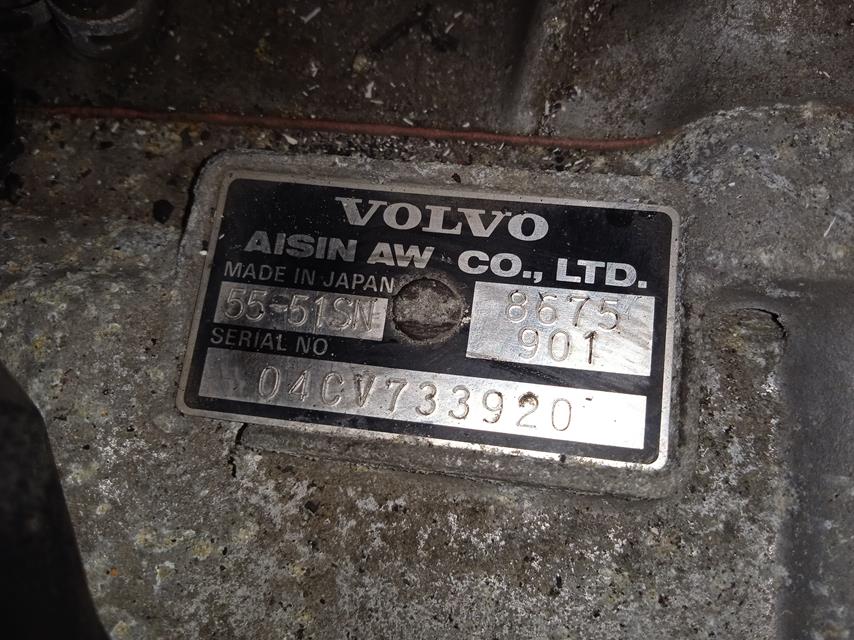 VOLVO
AISIN AW CO., LTD.
MADE IN JAPAN
55-51SN
8675
901
SERIAL NO
04CV733920